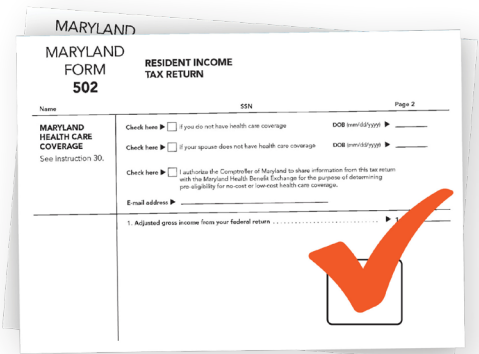 MARYLAND
MARYLAND
FORM
502
RESIDENT INCOME
TAX RETURN
Name SSN Page 2
MARYLAND
HEALTH CARE
COVERAGE
See Instruction 30.
Check here ▶ If you do not have health care coverage DOB (mm/dd/yyyy) ▶
Check here ▶ If your spouse does not have health care coverage DOB (mm/dd/yyyy) ▶
Check here ▶ I authorize the Comptroller of Maryland to share information from this tax return
with the Maryland Health Benefit Exchange for the purpose of determining
pre-eligibility for no-cost or low-cost health care coverage.
E-mail address ▶
1. Adjusted gross income from your federal return . . . . . . . . . . . . . . . . . . . . . . . . . . . ▶ 1